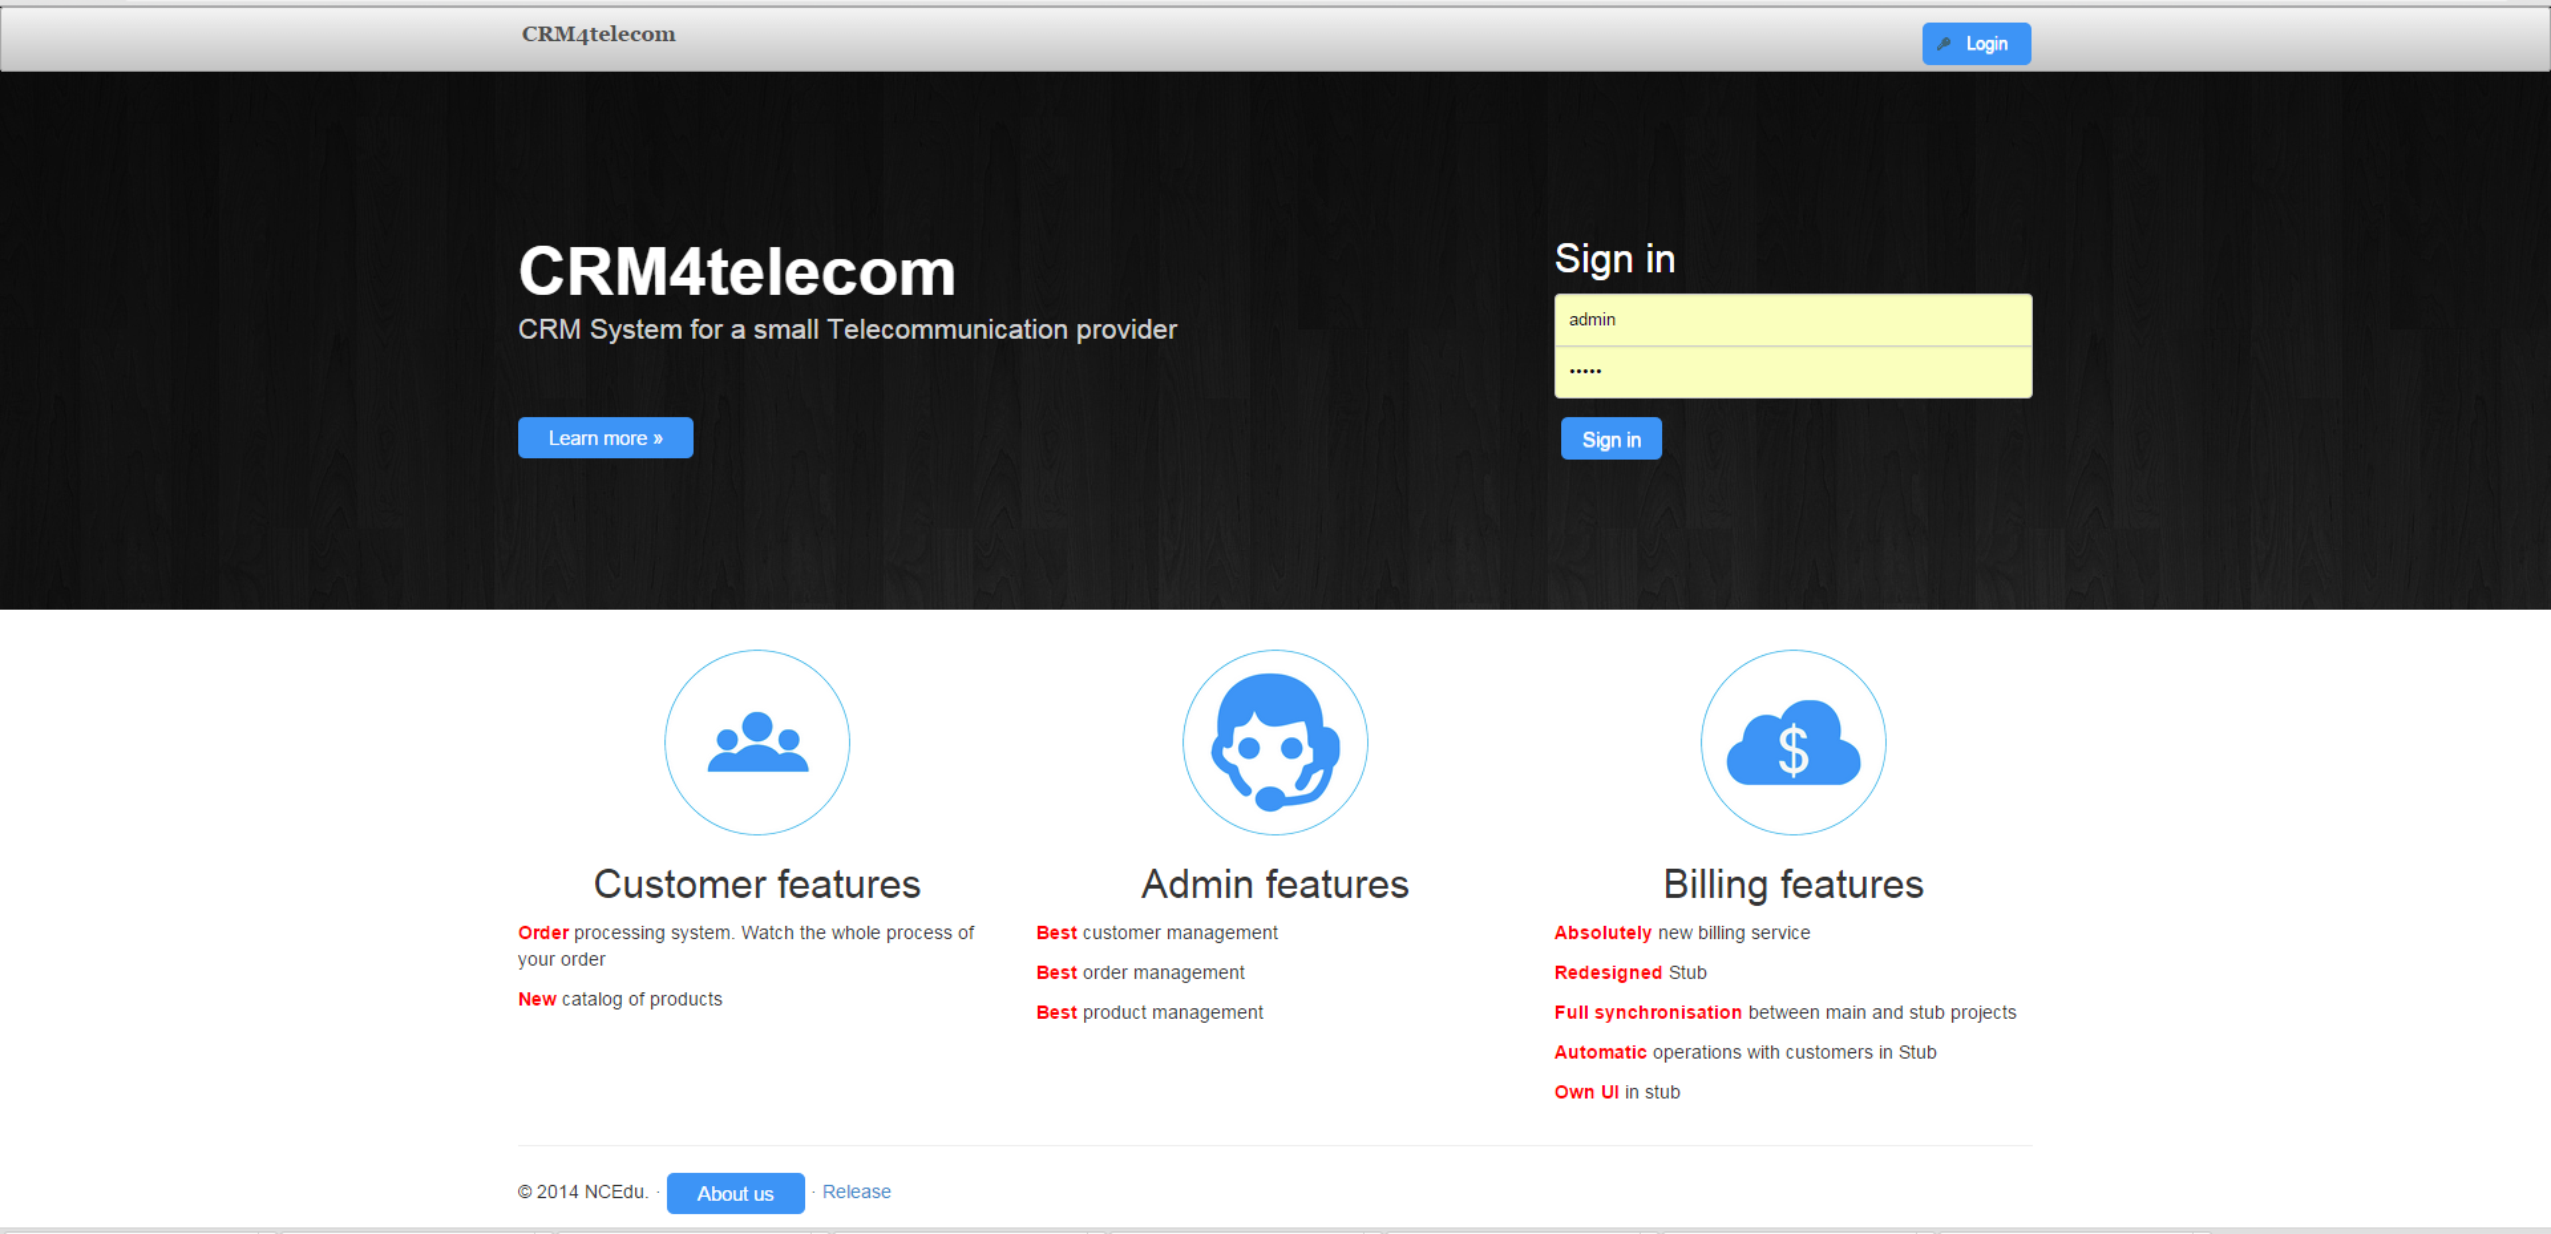 CRM4telecom
Login
CRM4telecom
CRM System for a small Telecommunication provider
Learn more »
Sign in
admin
•••••
Sign in
$
Customer features
Order processing system. Watch the whole process of
your order
New catalog of products
Admin features
Best customer management
Best order management
Best product management
Billing features
Absolutely new billing service
Redesigned Stub
Full synchronisation between main and stub projects
Automatic operations with customers in Stub
Own UI in stub
© 2014 NCEdu. · About us · Release